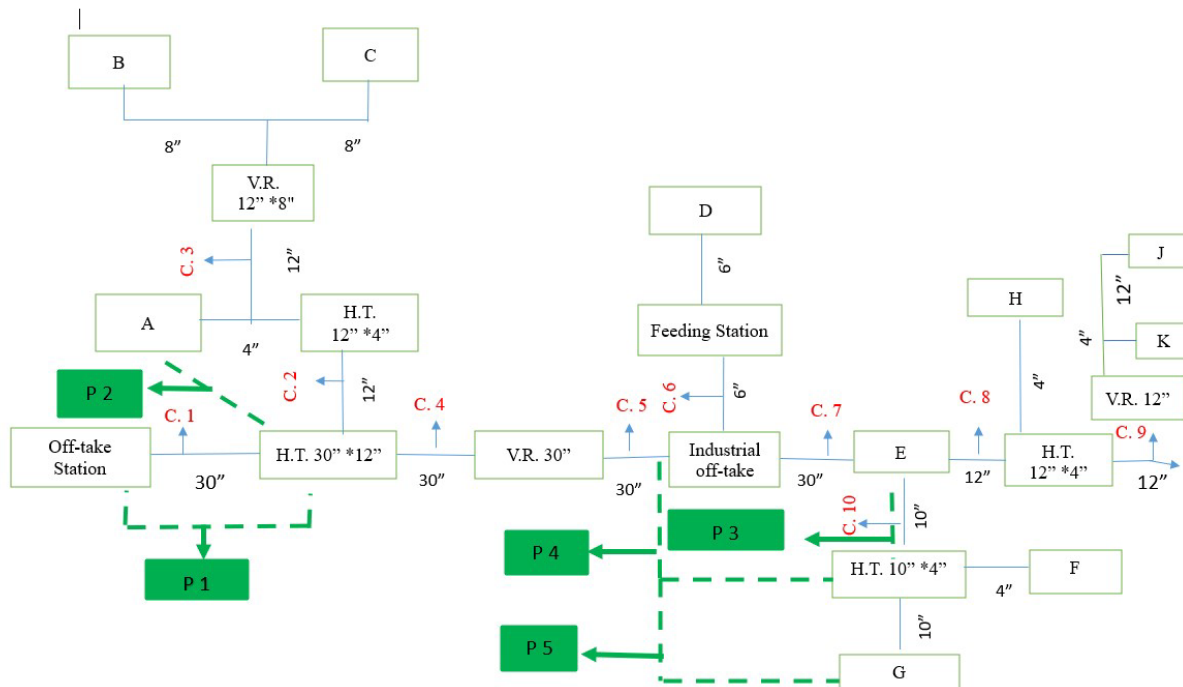 B
C
8”
8”
V.R.
12” *8"
D
C. 3
12”
6”
J
12”
A
H.T.
12” *4”
Feeding Station
H
K
4”
4”
P 2
C. 2
12”
C. 6
6”
4”
V.R. 12”
C. 1
C. 4
C. 5
C. 7
C. 8
C. 9
Off-take
Station
H.T. 30” *12”
V.R. 30”
Industrial
off-take
E
H.T.
12” *4”
30”
30”
30”
30”
12”
12”
C. 10
10”
P 3
P 4
P 1
H.T. 10” *4”
F
4”
10”
P 5
G